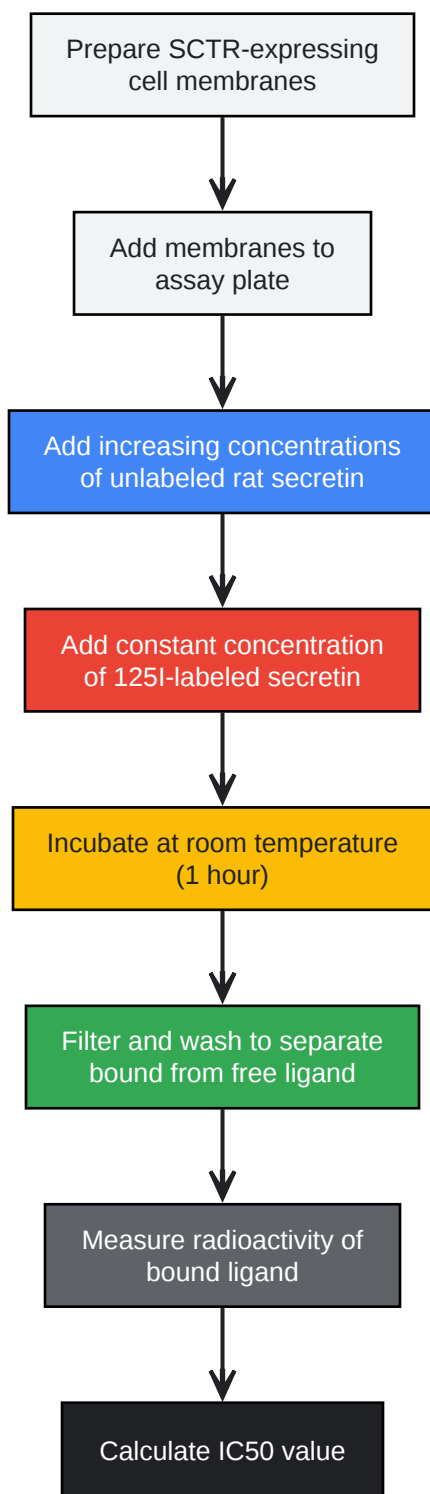 Prepare SCTR-expressing
cell membranes
Add membranes to
assay plate
Add increasing concentrations
of unlabeled rat secretin
Add constant concentration
of 125I-labeled secretin
Incubate at room temperature
(1 hour)
Filter and wash to separate
bound from free ligand
Measure radioactivity of
bound ligand
Calculate IC50 value